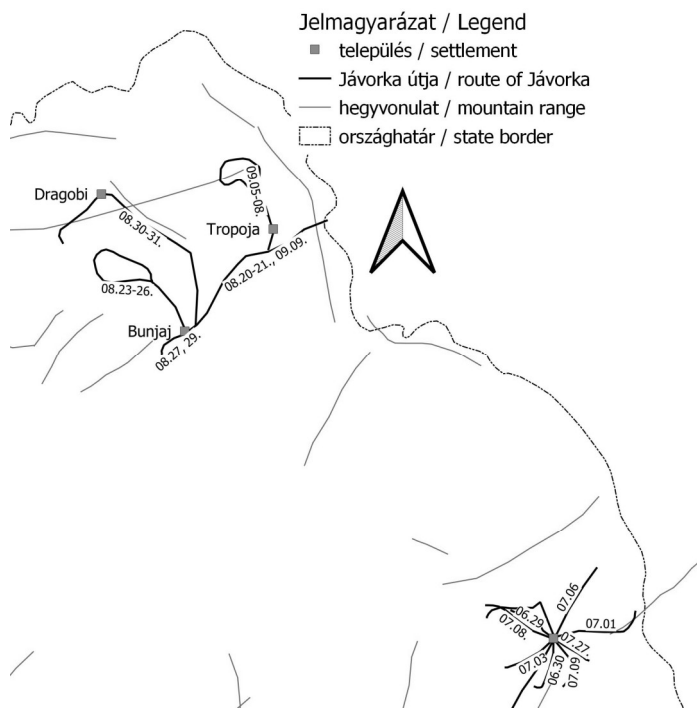 Jelmagyarázat / Legend
település / settlement
Jávorka útja / route of Jávorka
hegyvonulat / mountain range
országhatár / state border
09.05-08.
Dragobi
08.30-31.
Tropoja
08.20-21., 09.09.
08.23-26.
Bunjaj
08.27, 29.
07.06
06.29
07.08.
07.01
07.27.
07.03
06.30
07.09